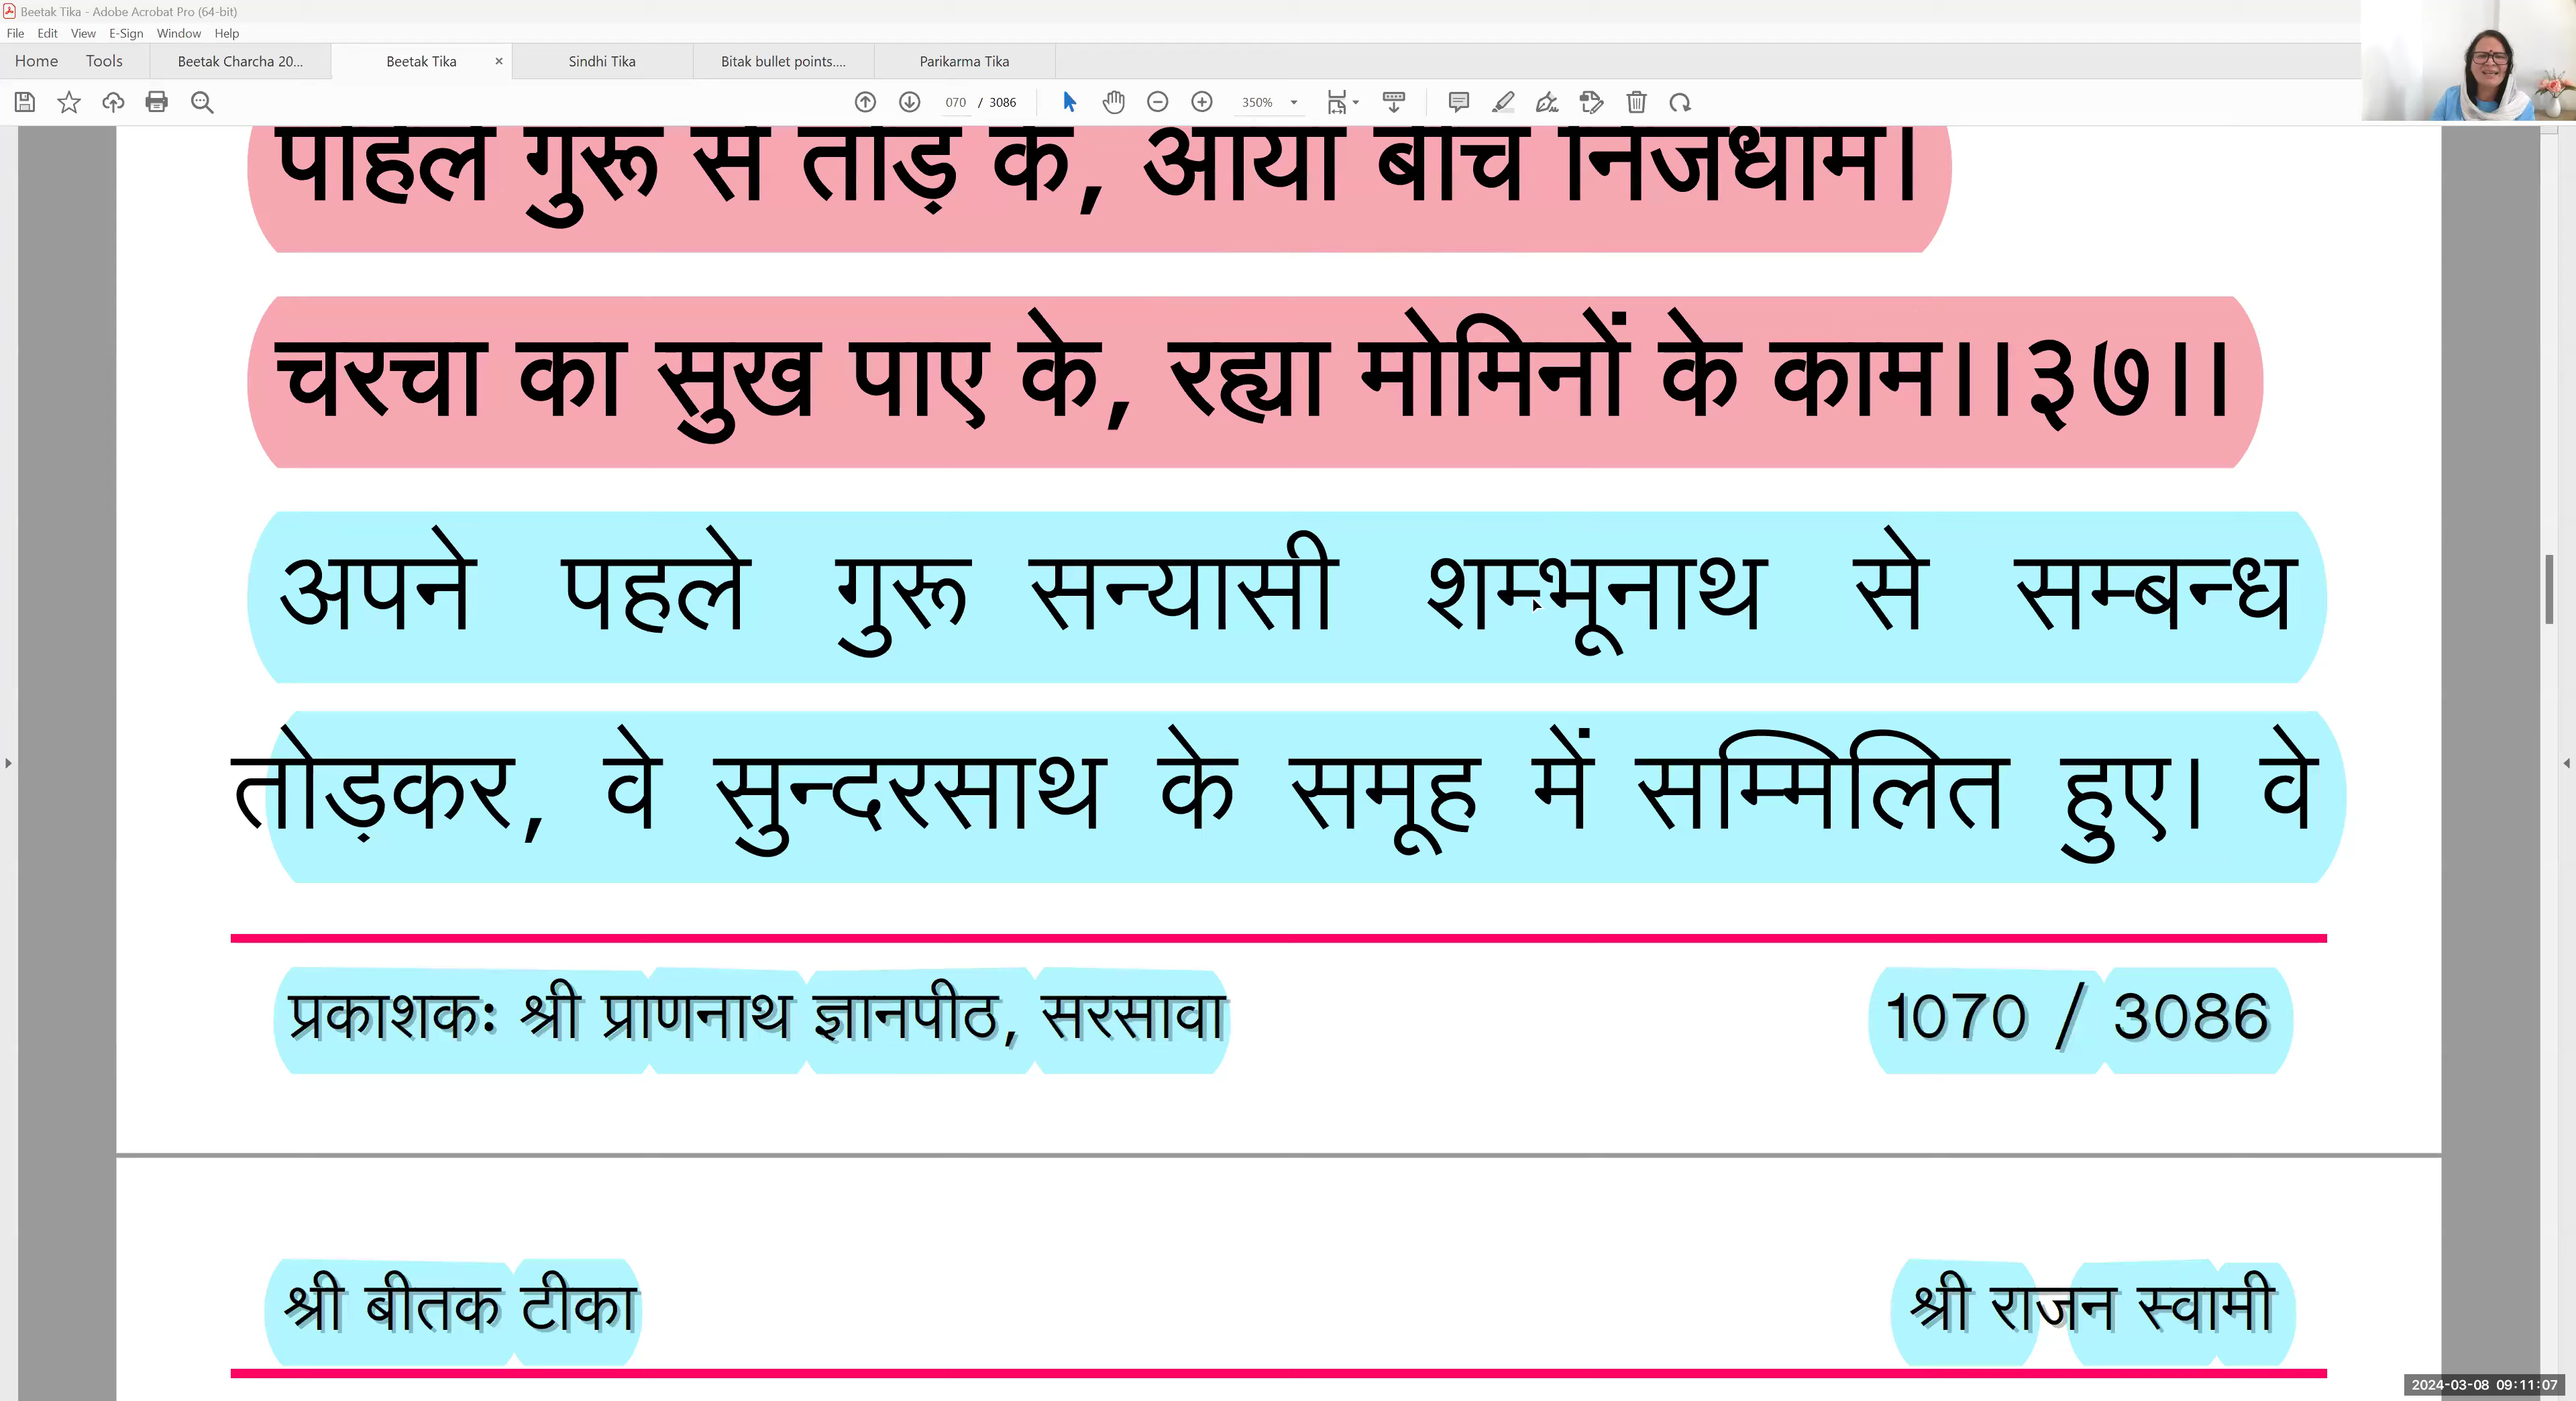 Beetak Tika - Adobe Acrobat Pro (64-bit)
File Edit View E-Sign Window Help
Home Tools Beetak Charcha 20... Beetak Tika × Sindhi Tika Bitak bullet points.... Parikarma Tika
070 / 3086 350%
पहिले गुरू से तोड़ के, आया बीच निजधाम।
चरचा का सुख पाए के, रह्या मोमिनों के काम।।३७।।
अपने पहले गुरू सन्यासी शम्भूनाथ से सम्बन्ध
तोड़कर, वे सुन्दरसाथ के समूह में सम्मिलित हुए। वे
प्रकाशकः श्री प्राणनाथ ज्ञानपीठ, सरसावा 1070 / 3086
श्री बीतक टीका श्री राजन स्वामी
2024-03-08 09:11:07